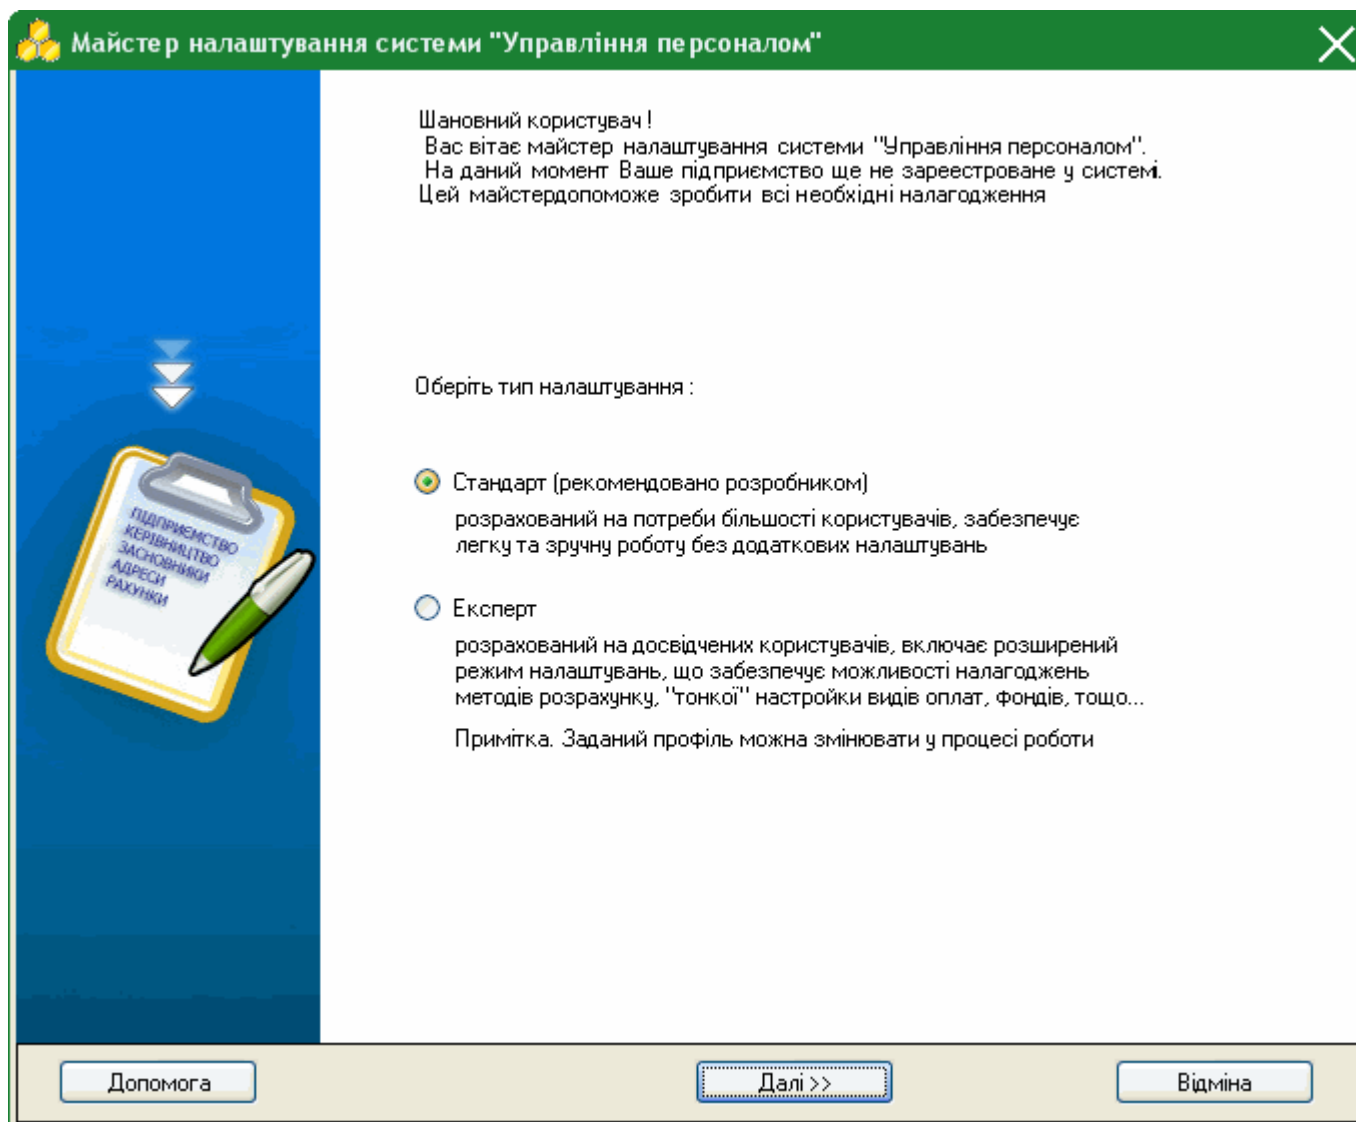 Майстер налаштування системи "Управління персоналом"
Шановний користувач !
Вас вітає майстер налаштування системи "Управління персоналом".
На даний момент Ваше підприємство ще не зареестроване у системі.
Цей майстердопоможе зробити всі необхідні налагодження
Оберіть тип налаштування :
Стандарт (рекомендовано розробником)
розрахований на потреби більшості користувачів, забезпечує
легку та зручну роботу без додаткових налаштувань
Експерт
розрахований на досвідчених користувачів, включає розширений
режим налаштувань, що забезпечує можливості налагоджень
методів розрахунку, "тонкої" настройки видів оплат, фондів, тощо...
Примітка. Заданий профіль можна змінювати у процесі роботи
ПІДПРИЄМСТВО
КЕРІВНИЦТВО
ЗАСНОВНИКИ
АДРЕСИ
РАХУНКИ
Допомога
Далі >>
Відміна